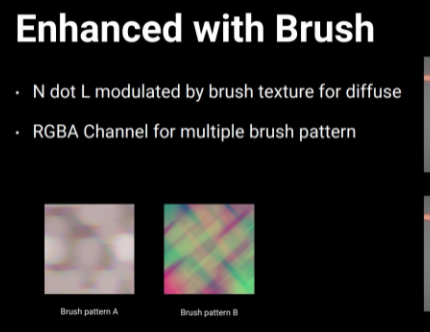 Enhanced with Brush
· N dot L modulated by brush texture for diffuse
· RGBA Channel for multiple brush pattern
Brush pattern A
Brush pattern B